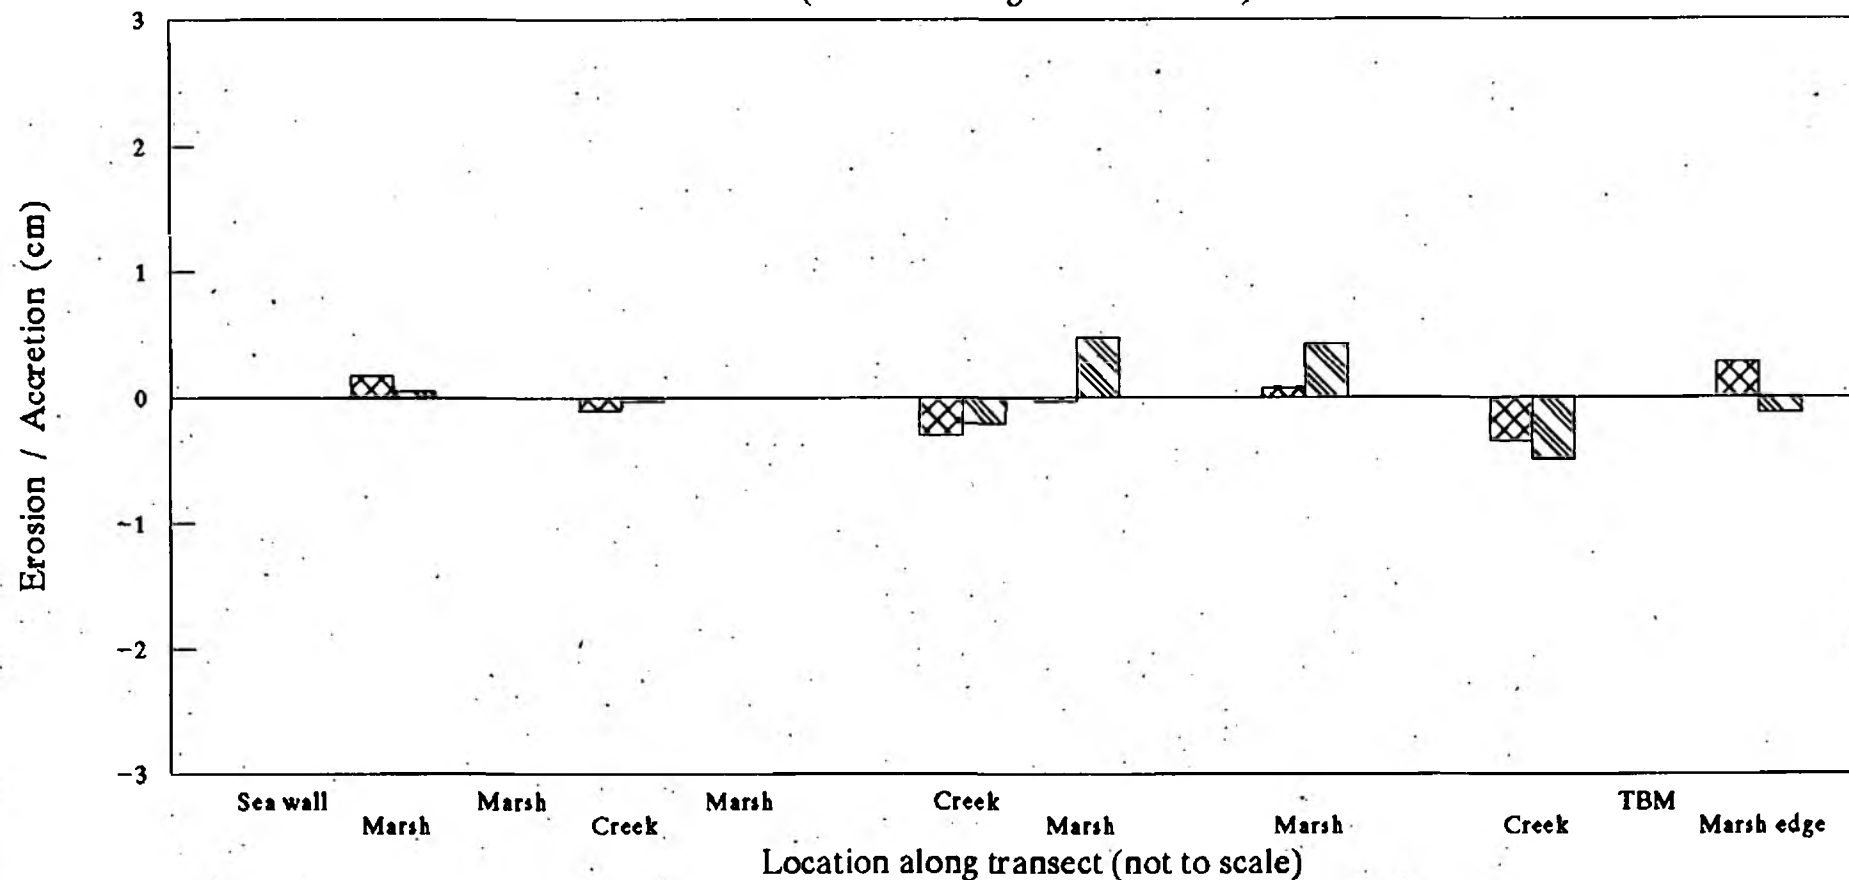 3
2
1
0
-1
-2
-3
Erosion / Accretion (cm)
Sea wall Marsh Marsh Creek TBM
Marsh Creek Marsh Marsh Creek Marsh edge
Location along transect (not to scale)